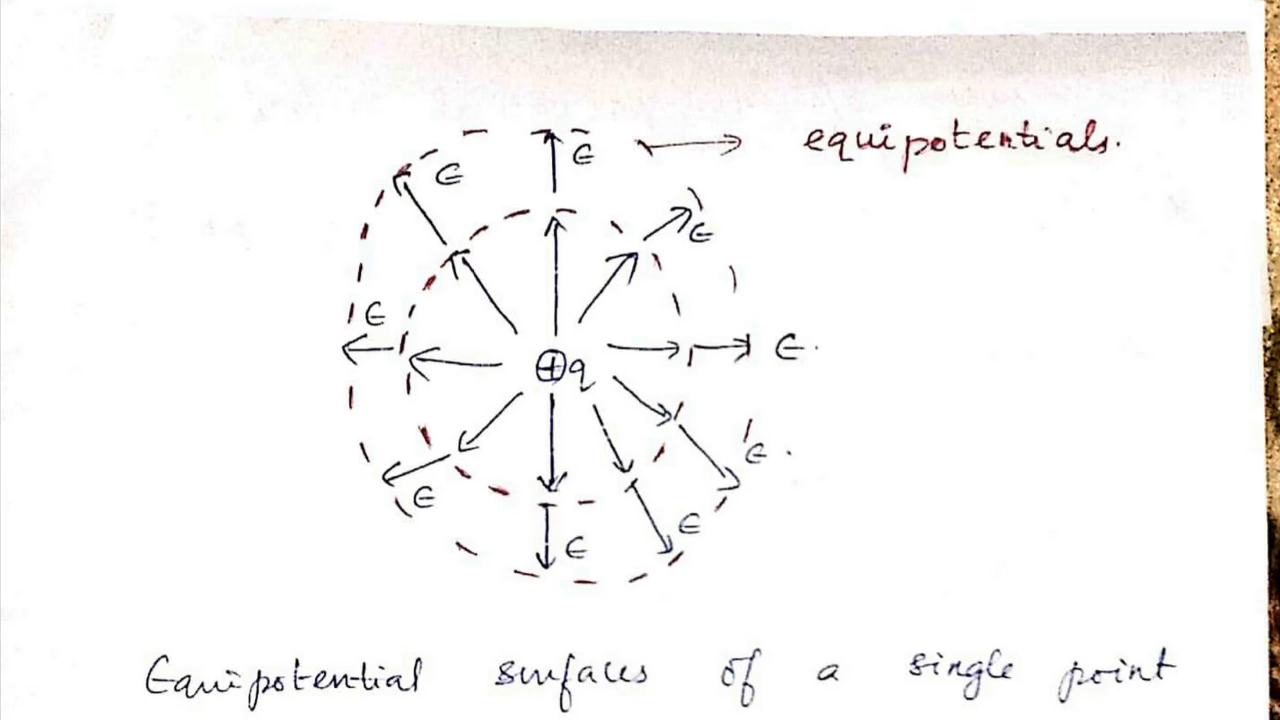 equipotentials.
E
E
E
E
E.
⊕q
E.
E
E
E
Equipotential surfaces of a single point